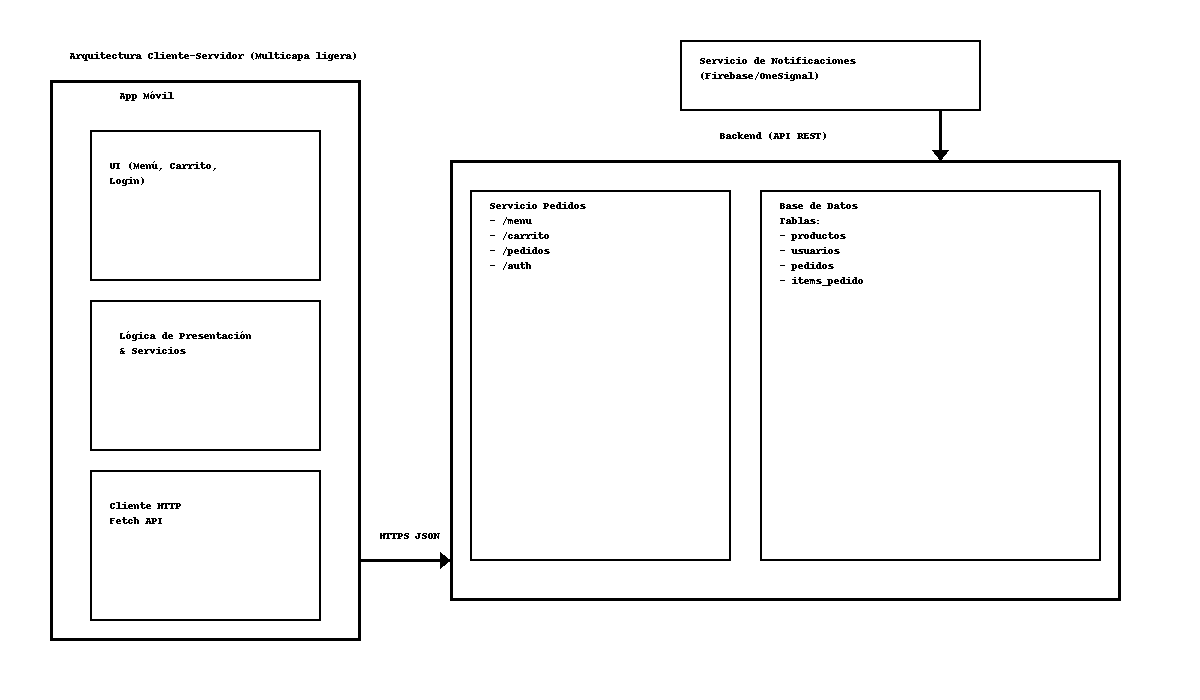 Arquitectura Cliente-Servidor (Multicapa ligera)
App Móvil
UI (Menú, Carrito,
Login)
Lógica de Presentación
& Servicios
Cliente HTTP
Fetch API
HTTPS JSON
Servicio de Notificaciones
(Firebase/OneSignal)
Backend (API REST)
Servicio Pedidos
- /menu
- /carrito
- /pedidos
- /auth
Base de Datos
Tablas:
- productos
- usuarios
- pedidos
- items_pedido